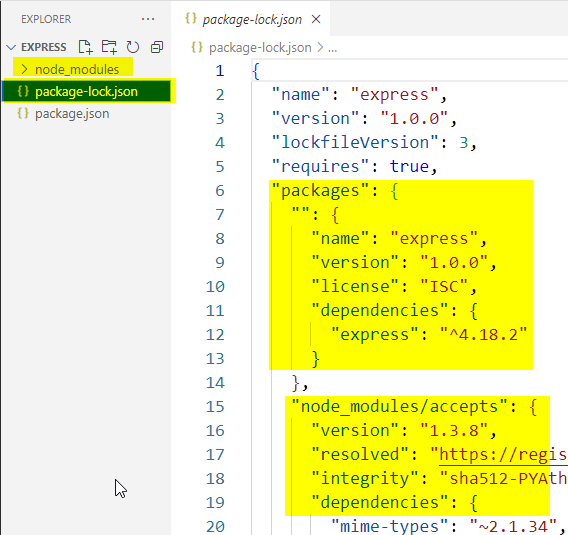 EXPLORER ...
EXPRESS
node_modules
{} package-lock.json
{} package.json
{} package-lock.json ×
{} package-lock.json > ...
1 {
2 "name": "express",
3 "version": "1.0.0",
4 "lockfileVersion": 3,
5 "requires": true,
6 "packages": {
7 "": {
8 "name": "express",
9 "version": "1.0.0",
10 "license": "ISC",
11 "dependencies": {
12 "express": "^4.18.2"
13 }
14 },
15 "node_modules/accepts": {
16 "version": "1.3.8",
17 "resolved": "https://regis
18 "integrity": "sha512-PYAth
19 "dependencies": {
20 "mime-types": "~2.1.34",